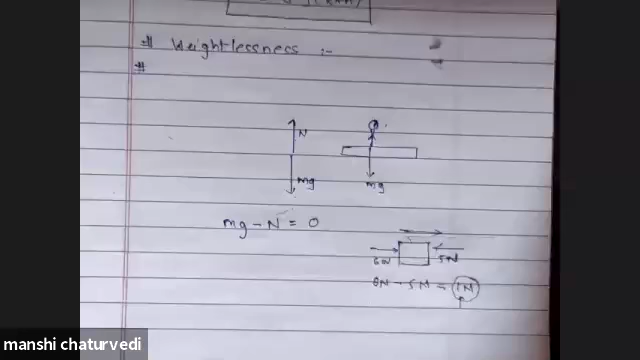 # Weightlessness :-
#
N
mg
mg
mg - N = 0
6N
5N
6N - 5N = 1N
manshi chaturvedi